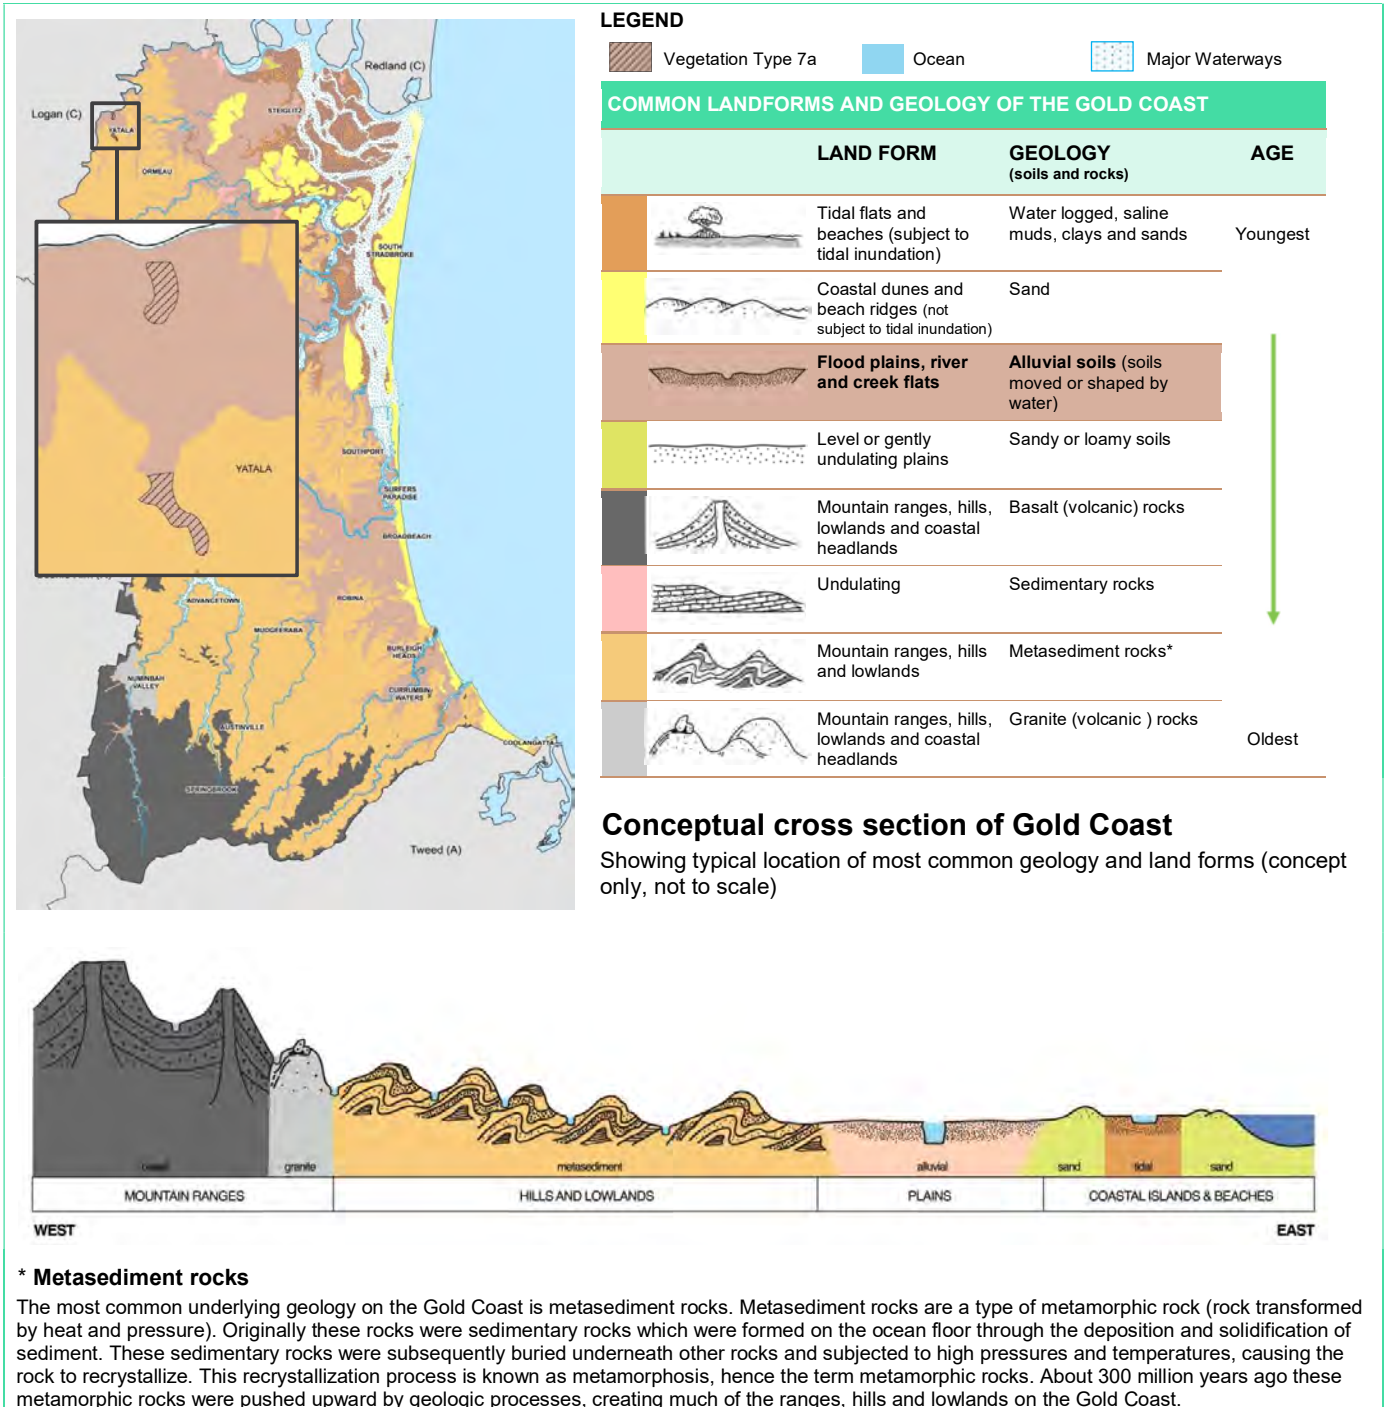 LEGEND
Vegetation Type 7a
Ocean
Major Waterways
Redland (C)
Logan (C)
STEIGLITZ
YATALA
ORMEAU
SOUTH
STRADBROKE
YATALA
SOUTHPORT
SURFERS
PARADISE
BROADBEACH
ADVANCETOWN
ROBINA
MUDGEERABA
BURLEIGH
HEADS
NUMINBAH
VALLEY
CURRUMBIN
WATERS
AUSTINVILLE
COOLANGATTA
SPRINGBROOK
Tweed (A)
COMMON LANDFORMS AND GEOLOGY OF THE GOLD COAST
LAND FORM
GEOLOGY
(soils and rocks)
AGE
Tidal flats and
beaches (subject to
tidal inundation)
Water logged, saline
muds, clays and sands
Youngest
Coastal dunes and
beach ridges (not
subject to tidal inundation)
Sand
Flood plains, river
and creek flats
Alluvial soils (soils
moved or shaped by
water)
Level or gently
undulating plains
Sandy or loamy soils
Mountain ranges, hills,
lowlands and coastal
headlands
Basalt (volcanic) rocks
Undulating
Sedimentary rocks
Mountain ranges, hills
and lowlands
Metasediment rocks*
Mountain ranges, hills,
lowlands and coastal
headlands
Granite (volcanic ) rocks
Oldest
Conceptual cross section of Gold Coast
Showing typical location of most common geology and land forms (concept
only, not to scale)
basalt
granite
metasediment
alluvial
sand
tidal
sand
MOUNTAIN RANGES
HILLS AND LOWLANDS
PLAINS
COASTAL ISLANDS & BEACHES
WEST
EAST
* Metasediment rocks
The most common underlying geology on the Gold Coast is metasediment rocks. Metasediment rocks are a type of metamorphic rock (rock transformed
by heat and pressure). Originally these rocks were sedimentary rocks which were formed on the ocean floor through the deposition and solidification of
sediment. These sedimentary rocks were subsequently buried underneath other rocks and subjected to high pressures and temperatures, causing the
rock to recrystallize. This recrystallization process is known as metamorphosis, hence the term metamorphic rocks. About 300 million years ago these
metamorphic rocks were pushed upward by geologic processes, creating much of the ranges, hills and lowlands on the Gold Coast.